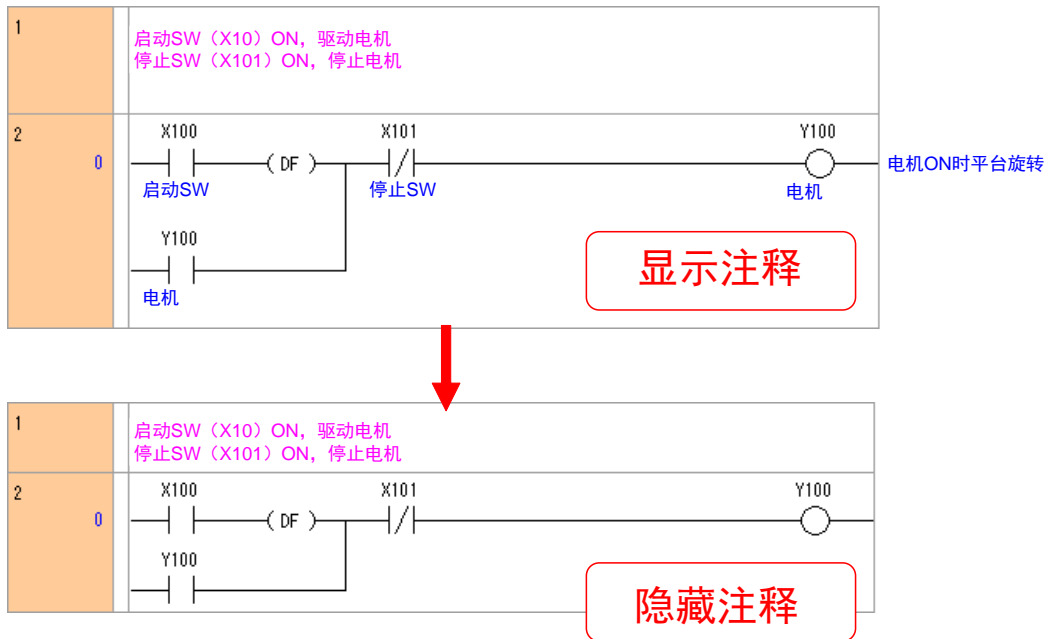 1
启动SW（X10）ON，驱动电机
停止SW（X101）ON，停止电机
2
X100 X101 Y100
0 ( DF ) 电机ON时平台旋转
启动SW 停止SW 电机
Y100
电机
显示注释
1
启动SW（X10）ON，驱动电机
停止SW（X101）ON，停止电机
2 X100 X101 Y100
0 ( DF )
Y100
隐藏注释